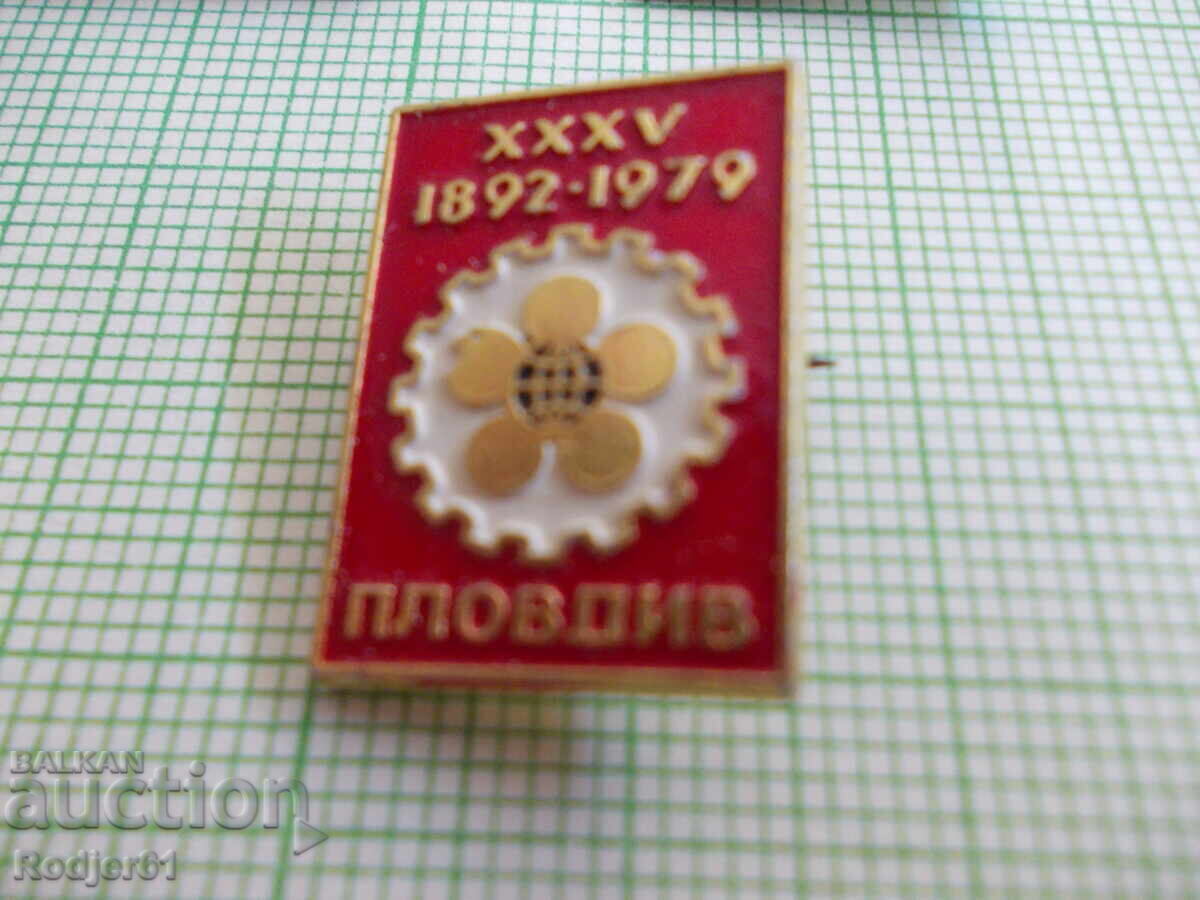 XXXV
1892·1979
ПЛОВДИВ
BALKAN
auction
Rodjer61